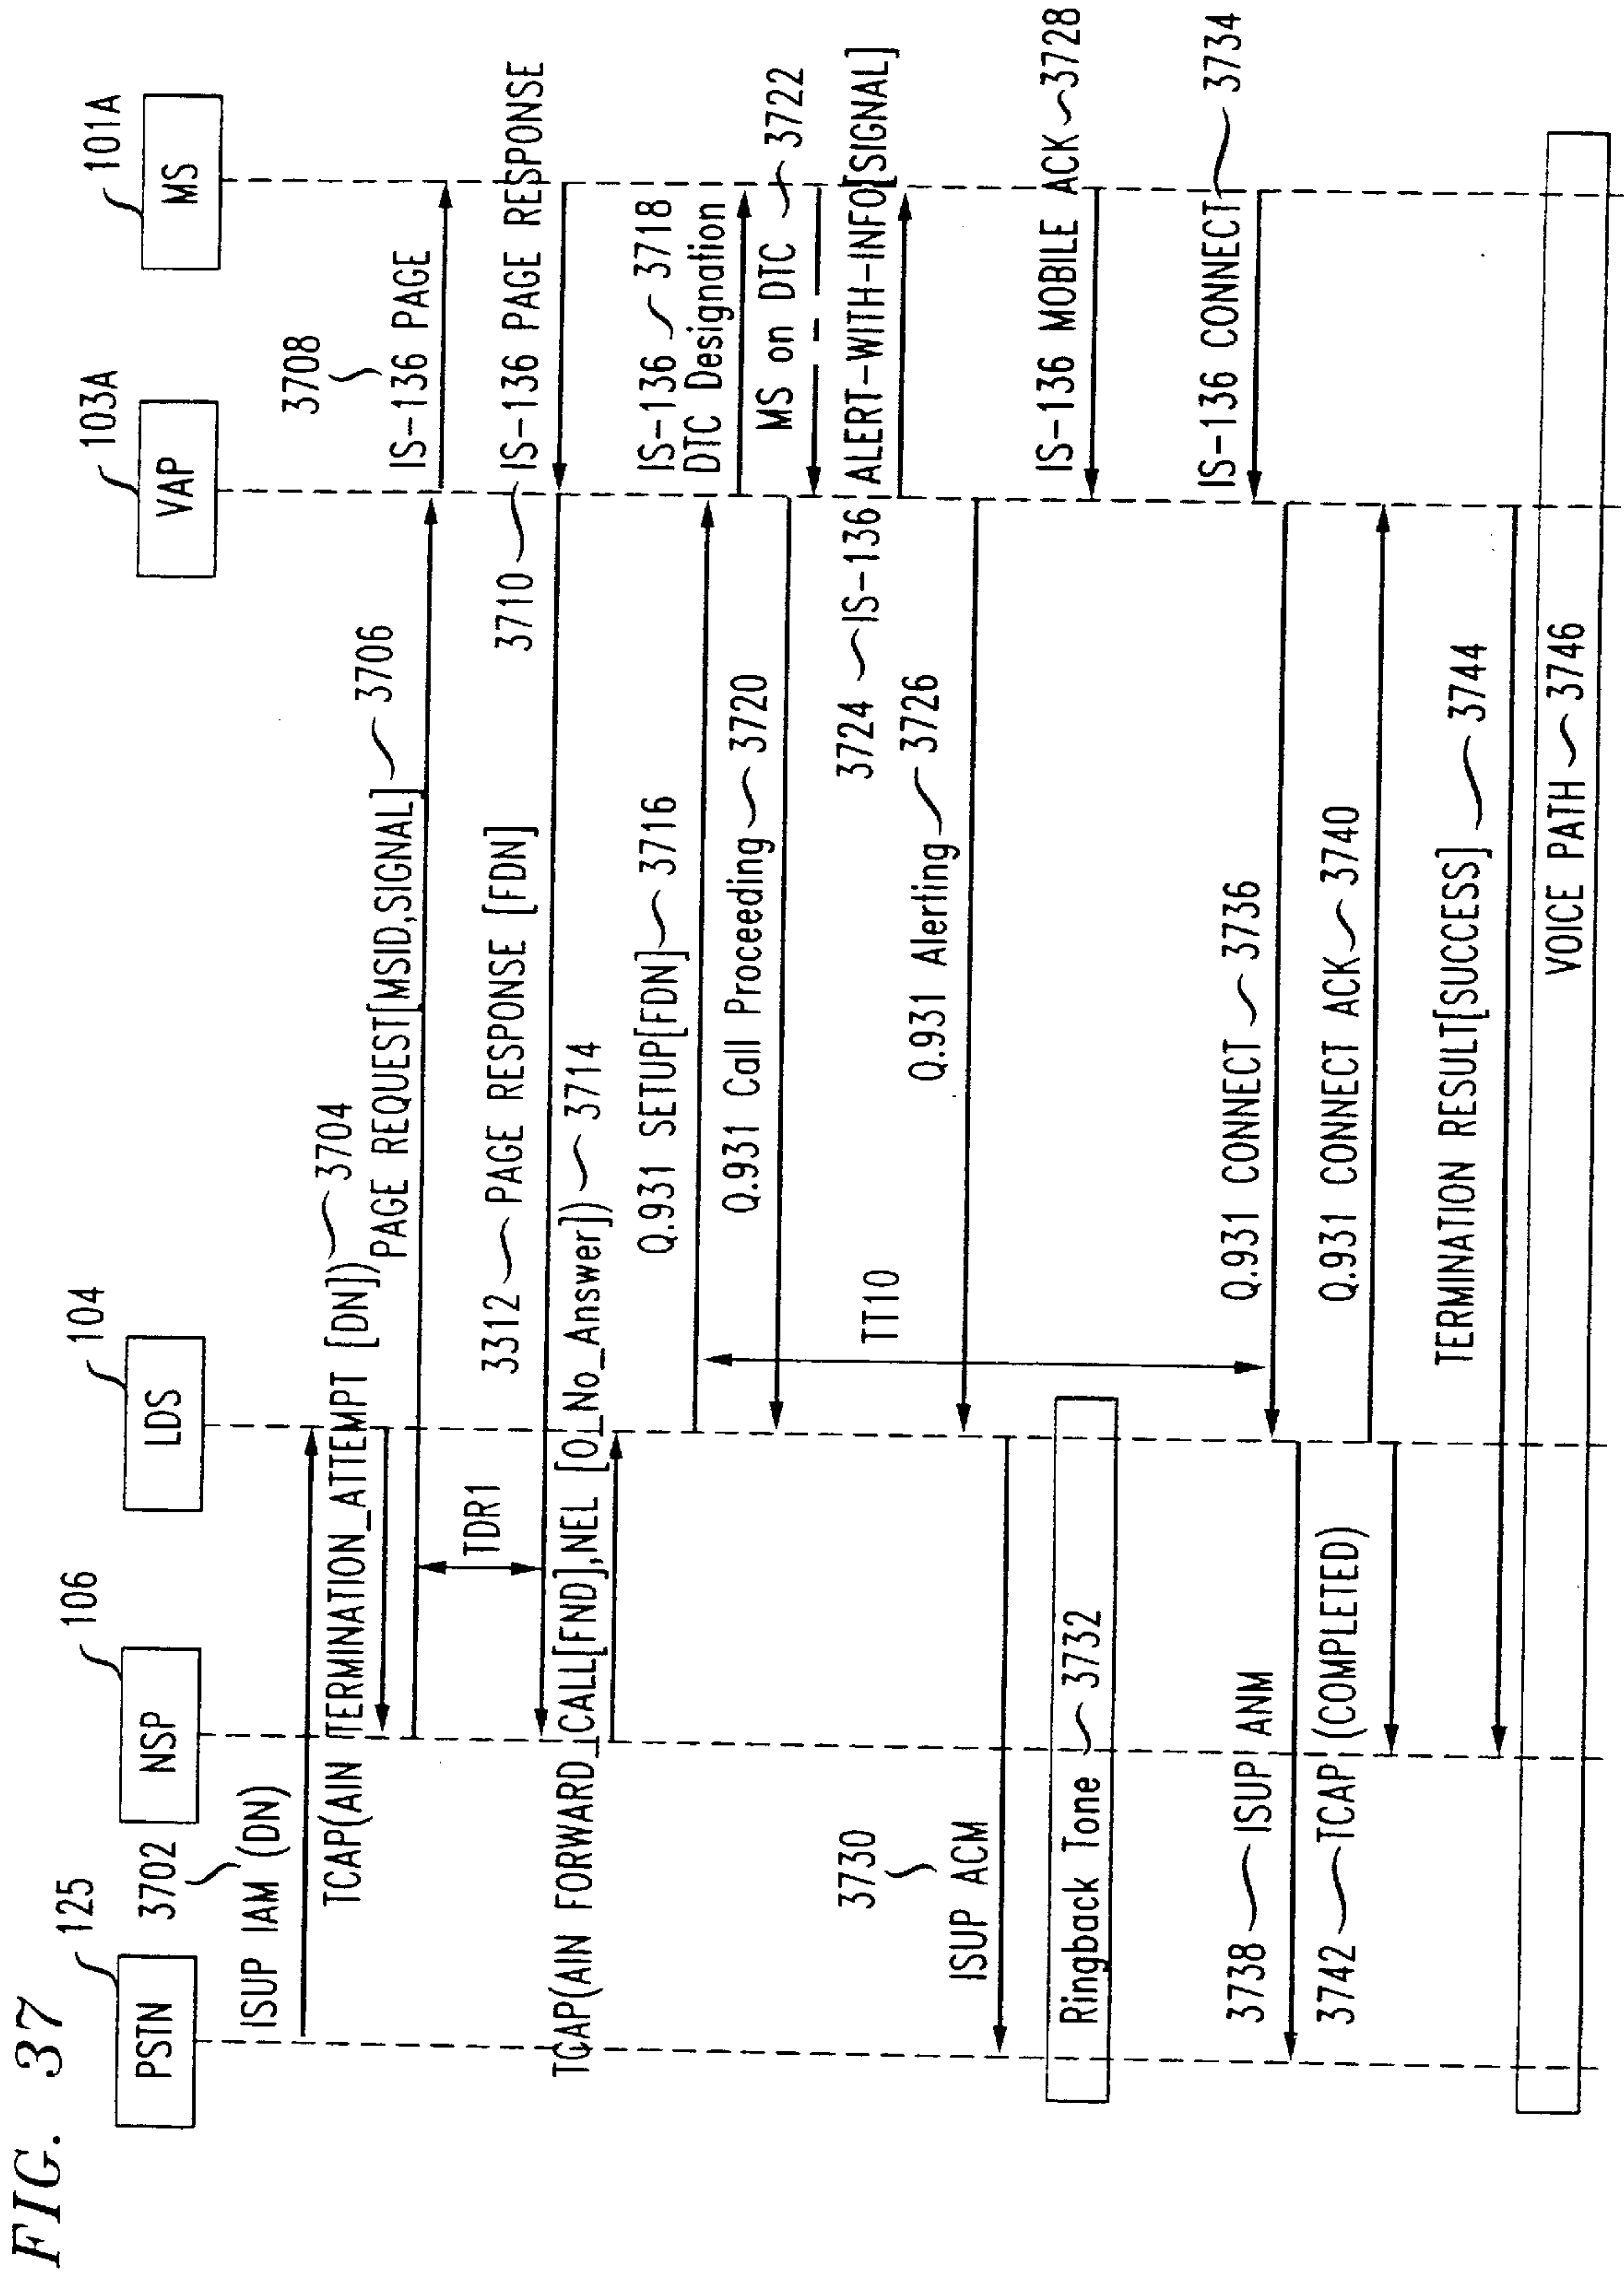 FIG. 37
PSTN
125
NSP
106
LDS
104
VAP
103A
MS
101A
3702
ISUP IAM (DN)
TCAP(AIN TERMINATION_ATTEMPT [DN])
3704
PAGE REQUEST[MSID,SIGNAL]
3706
3708
IS-136 PAGE
TDR1
3312
PAGE RESPONSE [FDN]
3710
IS-136 PAGE RESPONSE
TCAP(AIN FORWARD_CALL[FND],NEL [O_No_Answer])
3714
Q.931 SETUP[FDN]
3716
IS-136
3718
DTC Designation
Q.931 Call Proceeding
3720
MS on DTC
3722
3724
IS-136 ALERT-WITH-INFO[SIGNAL]
Q.931 Alerting
3726
TT10
3730
ISUP ACM
IS-136 MOBILE ACK
3728
Ringback Tone
3732
IS-136 CONNECT
3734
Q.931 CONNECT
3736
3738
ISUP ANM
Q.931 CONNECT ACK
3740
3742
TCAP (COMPLETED)
TERMINATION RESULT[SUCCESS]
3744
VOICE PATH
3746